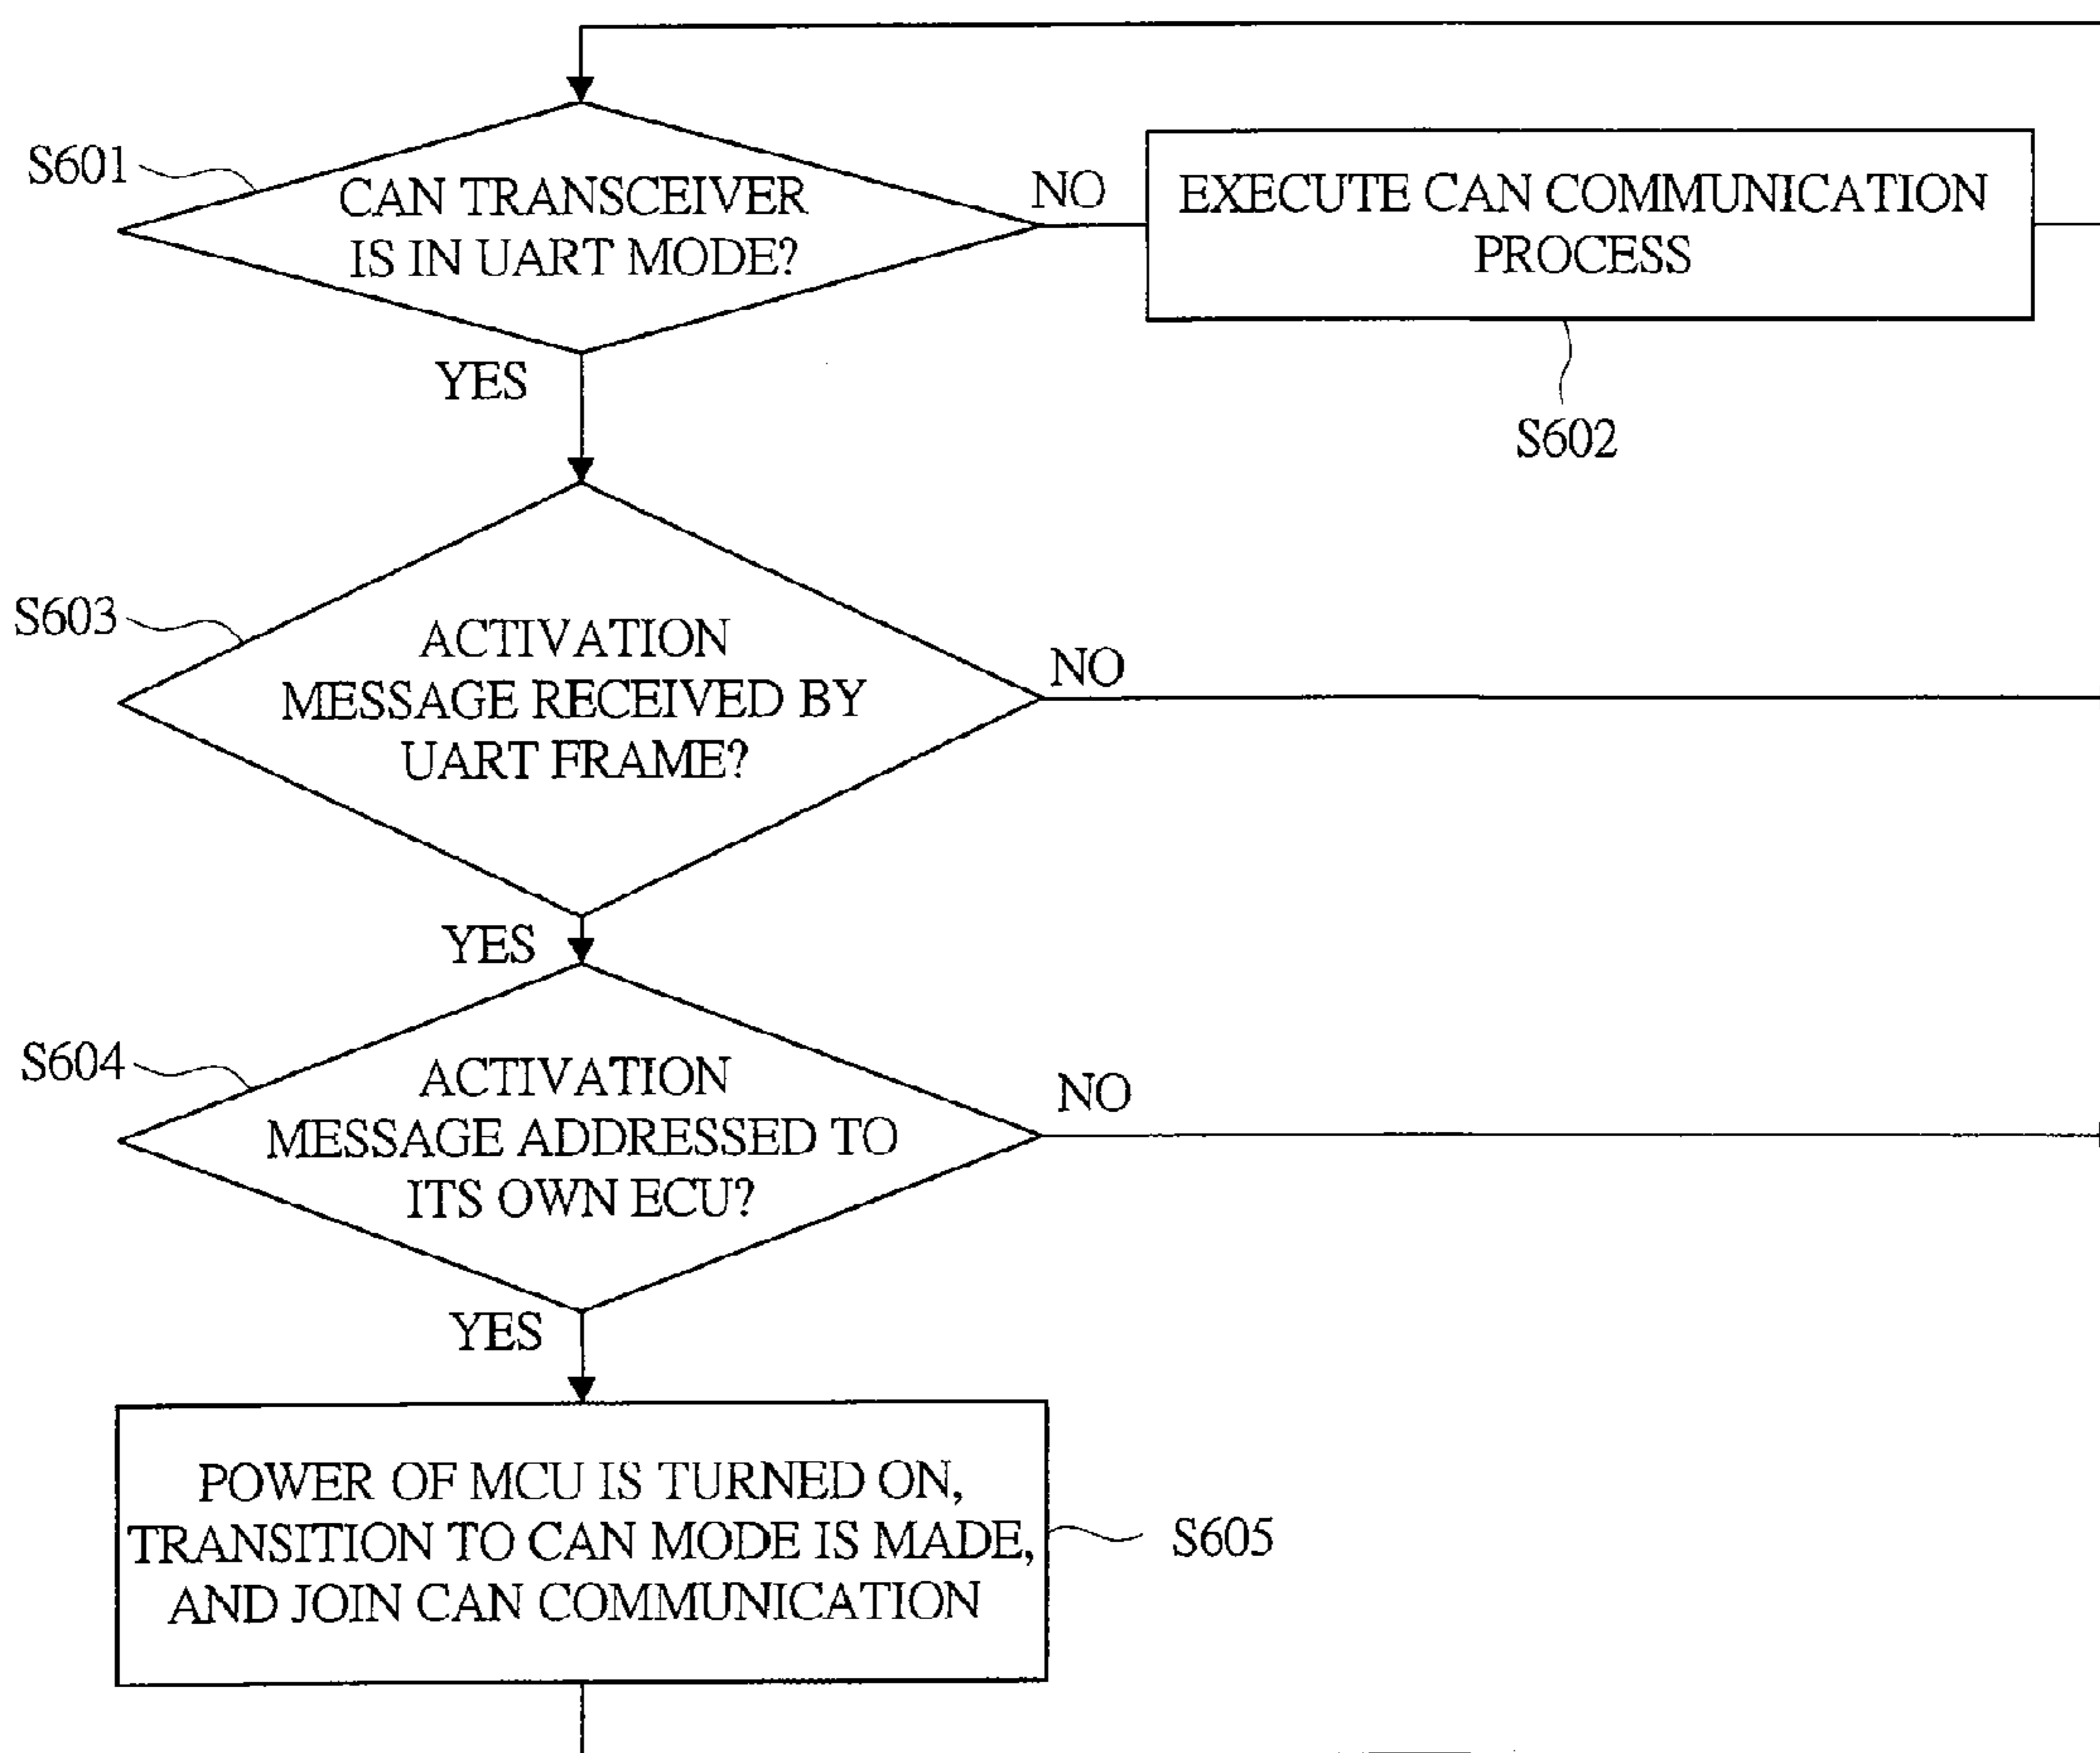 S601
CAN TRANSCEIVER
IS IN UART MODE?
NO
EXECUTE CAN COMMUNICATION
PROCESS
S602
YES
S603
ACTIVATION
MESSAGE RECEIVED BY
UART FRAME?
NO
YES
S604
ACTIVATION
MESSAGE ADDRESSED TO
ITS OWN ECU?
NO
YES
POWER OF MCU IS TURNED ON,
TRANSITION TO CAN MODE IS MADE,
AND JOIN CAN COMMUNICATION
S605